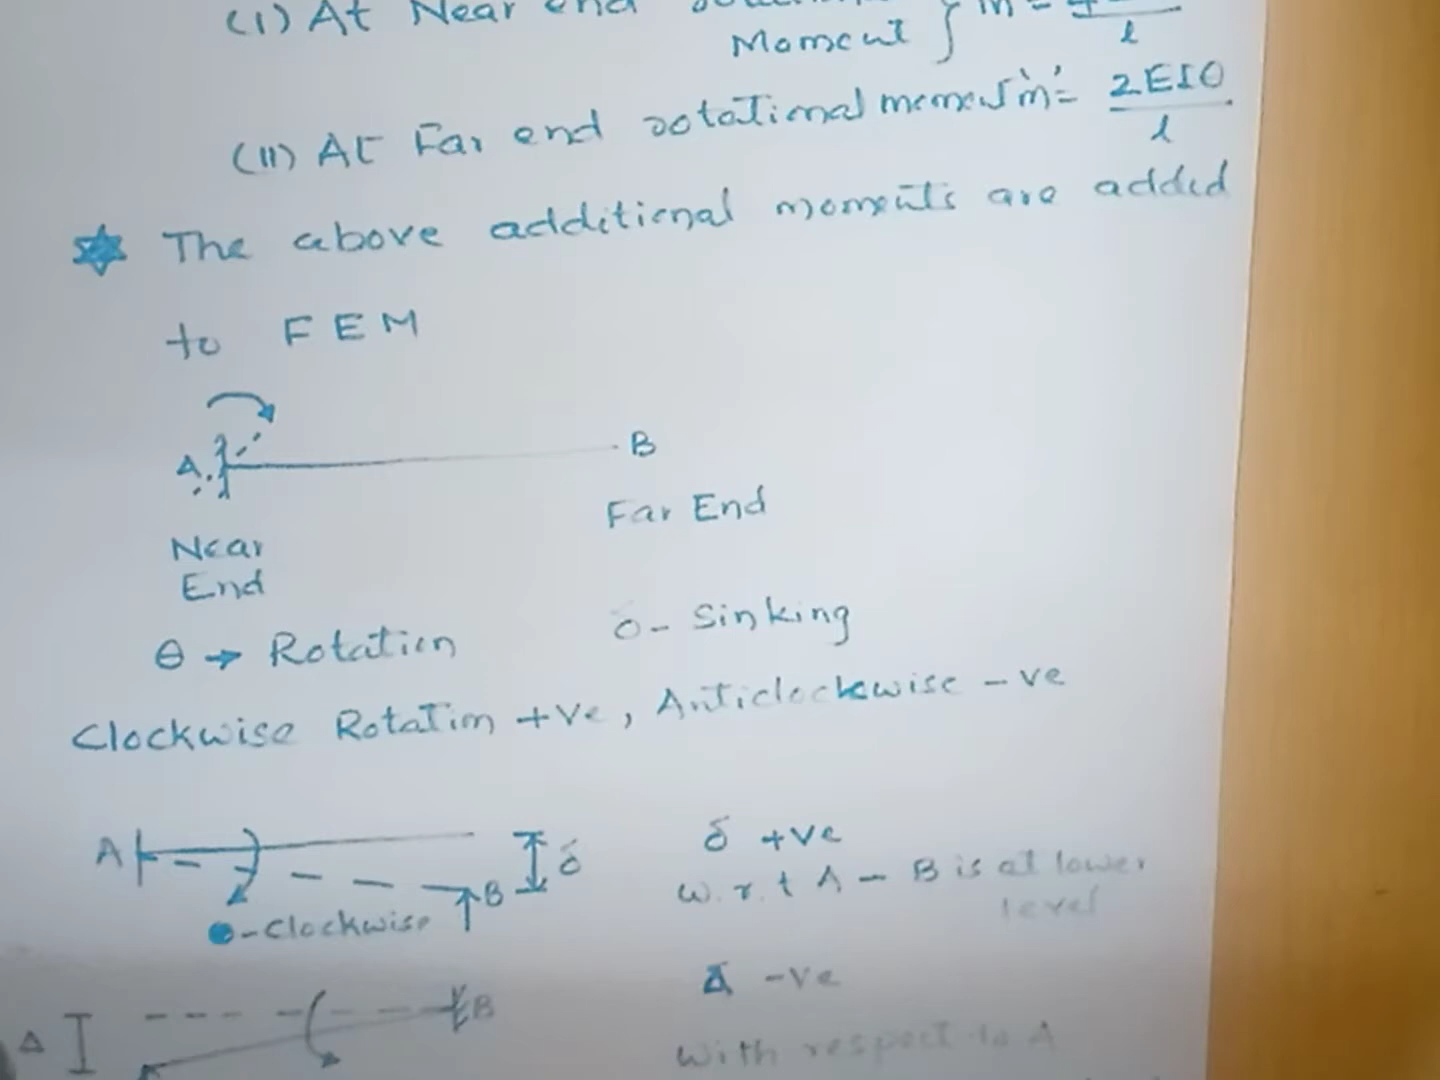 (I) At Near end
Moment } m = 4
l
(II) At Far end rotational moment m' = 2EIθ
l
The above additional moments are added
to FEM
A
B
Near
End
Far End
θ → Rotation
δ - Sinking
Clockwise Rotation +ve, Anticlockwise -ve
A
B
δ
θ - Clockwise
δ +ve
w.r.t A - B is at lower
level
Δ
B
Δ -ve
With respect to A